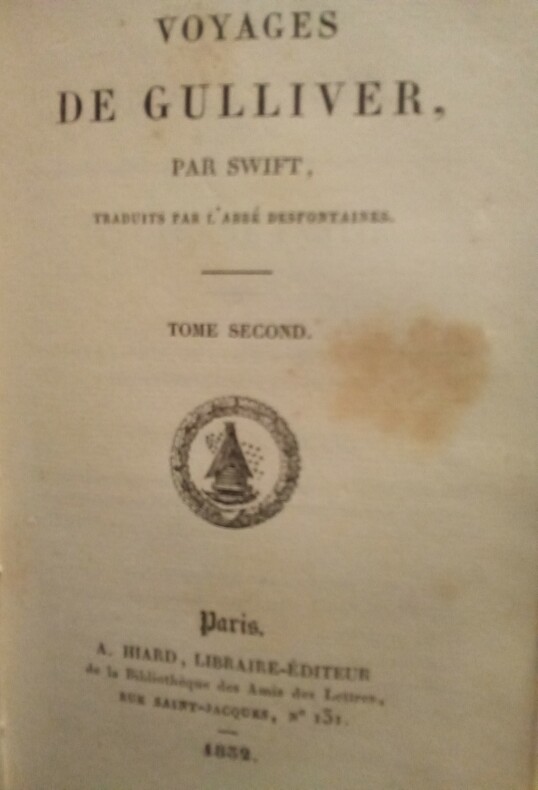 VOYAGES
DE GULLIVER,
PAR SWIFT,
TRADUITS PAR L'ABBÉ DESFONTAINES.
TOME SECOND.
Paris.
A. HIARD, LIBRAIRE-ÉDITEUR
de la Bibliothèque des Amis des Lettres,
RUE SAINT-JACQUES, N° 131.
1832.